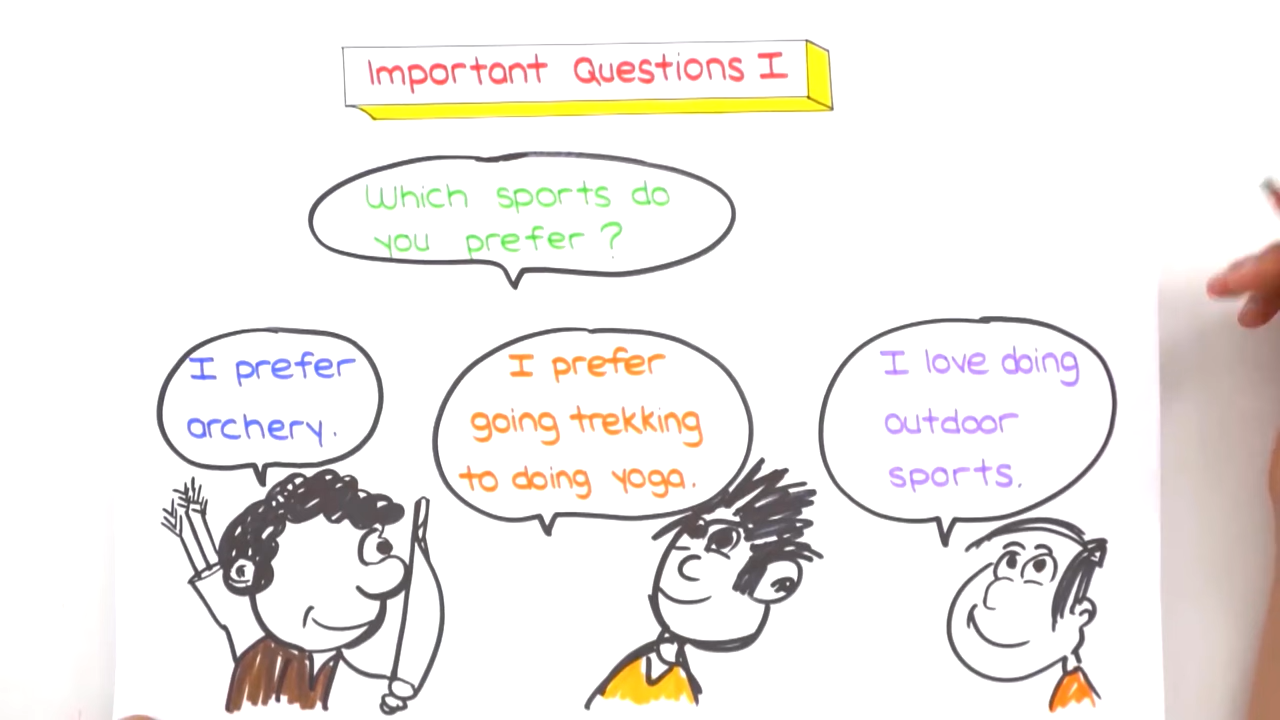 Important Questions I
Which sports do
you prefer?
I prefer
archery.
I prefer
going trekking
to doing yoga.
I love doing
outdoor
sports.